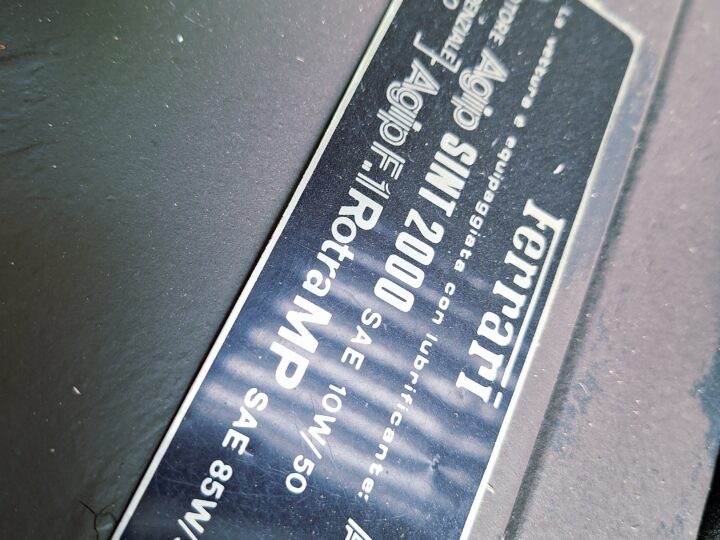 Ferrari
La vettura è equipaggiata con lubrificante:
Agip SINT 2000 SAE 10W/50
Agip F.1 Rotra MP SAE 85W/